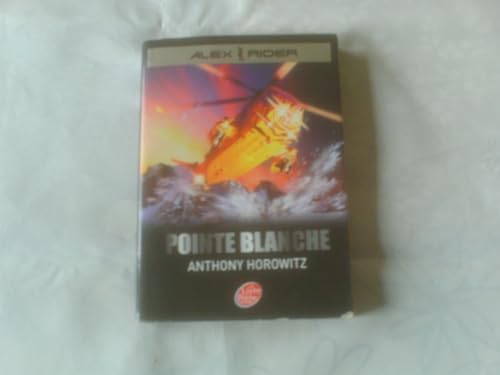 ALEX RIDER
POINTE BLANCHE
ANTHONY HOROWITZ